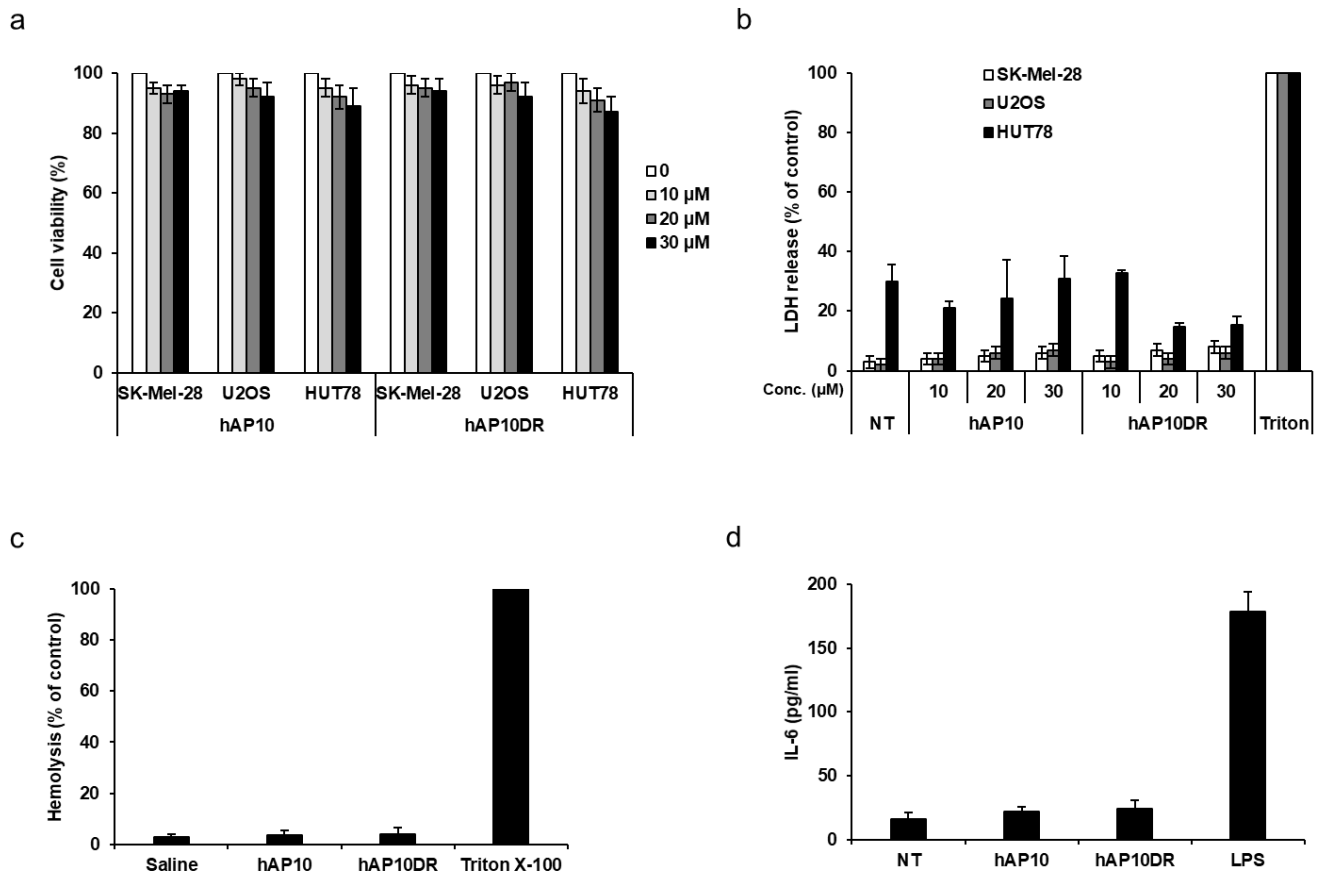 a
Cell viability (%)
100
80
60
40
20
0
SK-Mel-28 U2OS HUT78 SK-Mel-28 U2OS HUT78
hAP10 hAP10DR
0
10 µM
20 µM
30 µM
b
LDH release (% of control)
100
80
60
40
20
0
SK-Mel-28
U2OS
HUT78
Conc. (µM) 10 20 30 10 20 30
NT hAP10 hAP10DR Triton
c
Hemolysis (% of control)
100
80
60
40
20
0
Saline hAP10 hAP10DR Triton X-100
d
IL-6 (pg/ml)
200
150
100
50
0
NT hAP10 hAP10DR LPS